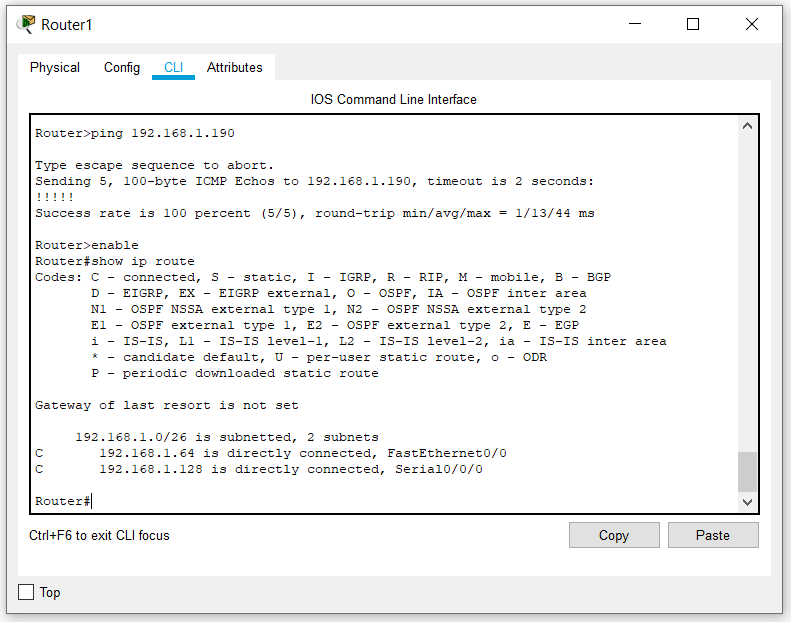 Router1
Physical Config CLI Attributes
IOS Command Line Interface
Router>ping 192.168.1.190
Type escape sequence to abort.
Sending 5, 100-byte ICMP Echos to 192.168.1.190, timeout is 2 seconds:
!!!!!
Success rate is 100 percent (5/5), round-trip min/avg/max = 1/13/44 ms
Router>enable
Router#show ip route
Codes: C - connected, S - static, I - IGRP, R - RIP, M - mobile, B - BGP
D - EIGRP, EX - EIGRP external, O - OSPF, IA - OSPF inter area
N1 - OSPF NSSA external type 1, N2 - OSPF NSSA external type 2
E1 - OSPF external type 1, E2 - OSPF external type 2, E - EGP
i - IS-IS, L1 - IS-IS level-1, L2 - IS-IS level-2, ia - IS-IS inter area
* - candidate default, U - per-user static route, o - ODR
P - periodic downloaded static route
Gateway of last resort is not set
192.168.1.0/26 is subnetted, 2 subnets
C 192.168.1.64 is directly connected, FastEthernet0/0
C 192.168.1.128 is directly connected, Serial0/0/0
Router#
Ctrl+F6 to exit CLI focus
Copy Paste
Top